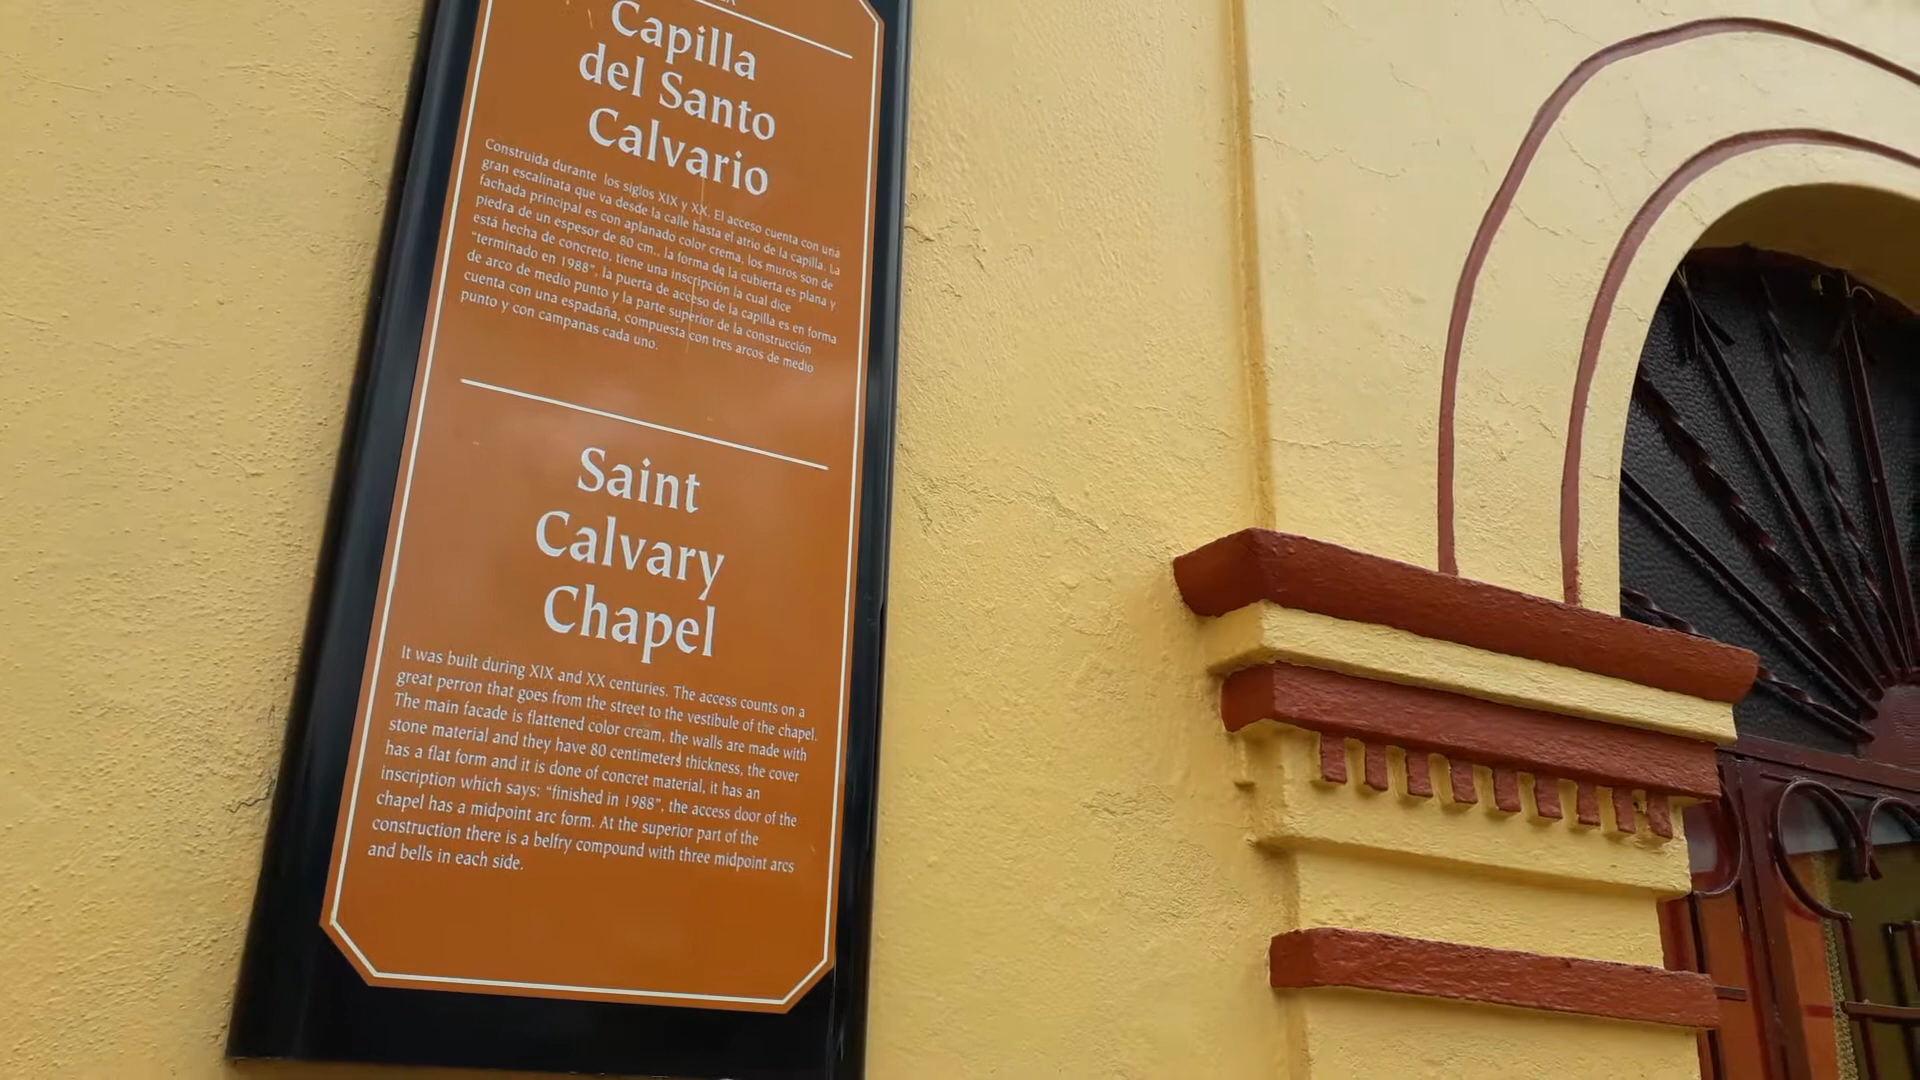 Capilla
del Santo
Calvario
Construida durante los siglos XIX y XX. El acceso cuenta con una
gran escalinata que va desde la calle hasta el atrio de la capilla. La
fachada principal es con aplanado color crema, los muros son de
piedra de un espesor de 80 cm., la forma de la cubierta es plana y
está hecha de concreto, tiene una inscripción la cual dice
"terminado en 1988", la puerta de acceso de la capilla es en forma
de arco de medio punto y la parte superior de la construcción
cuenta con una espadaña, compuesta con tres arcos de medio
punto y con campanas cada uno.
Saint
Calvary
Chapel
It was built during XIX and XX centuries. The access counts on a
great perron that goes from the street to the vestibule of the chapel.
The main facade is flattened color cream, the walls are made with
stone material and they have 80 centimeters thickness, the cover
has a flat form and it is done of concret material, it has an
inscription which says: "finished in 1988", the access door of the
chapel has a midpoint arc form. At the superior part of the
construction there is a belfry compound with three midpoint arcs
and bells in each side.